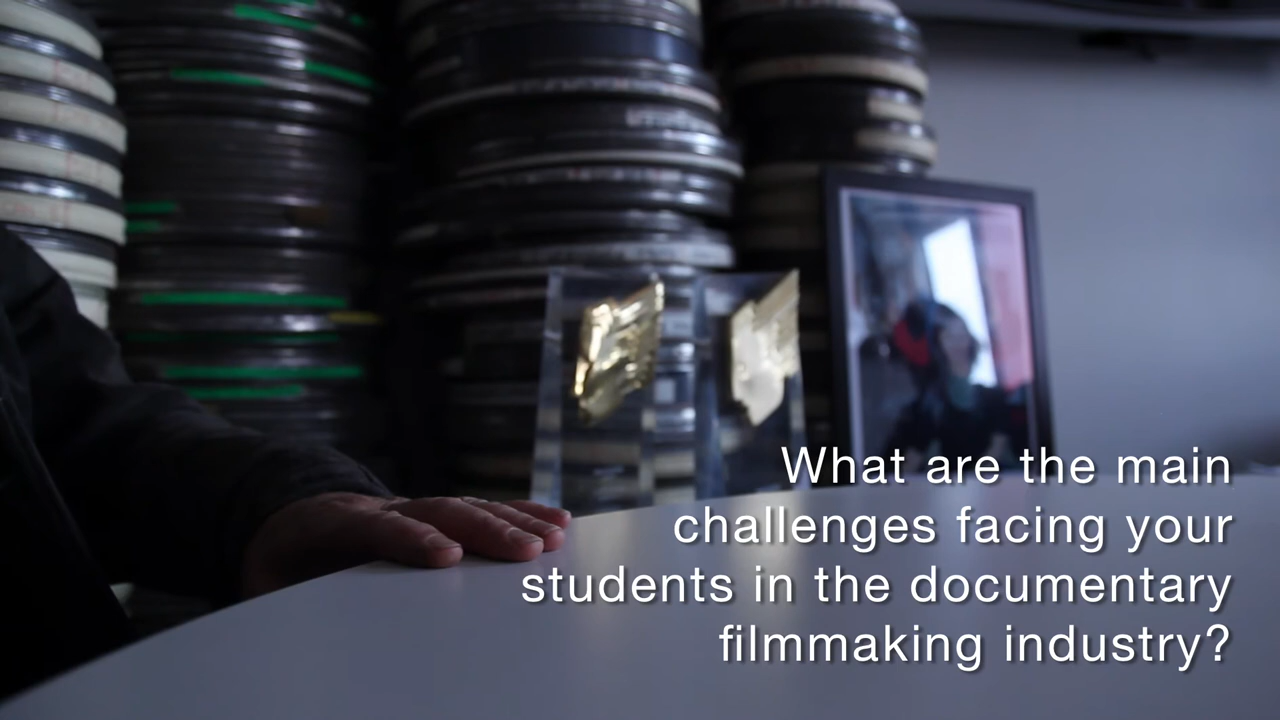 What are the main
challenges facing your
students in the documentary
filmmaking industry?